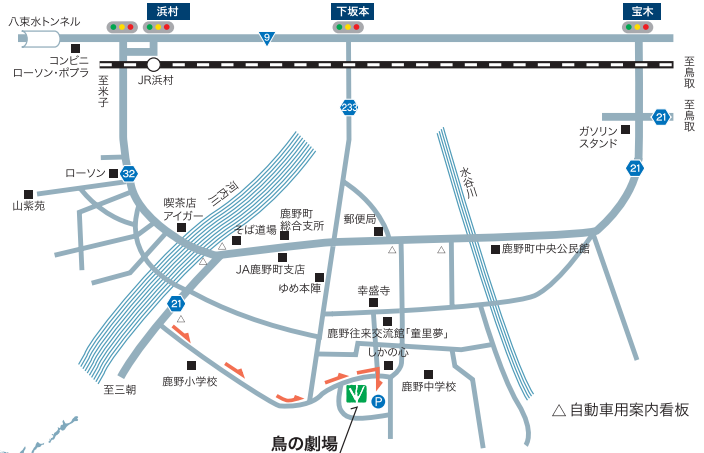 浜村
下坂本
宝木
八束水トンネル
9
コンビニ
ローソン・ポプラ
JR浜村
至米子
至鳥取
至鳥取
233
21
ガソリン
スタンド
21
ローソン
32
山紫苑
喫茶店
アイガー
河内川
水谷川
そば道場
鹿野町
総合支所
郵便局
鹿野町中央公民館
JA鹿野町支店
ゆめ本陣
幸盛寺
21
鹿野往来交流館「童里夢」
しかの心
鹿野小学校
鹿野中学校
至三朝
P
△自動車用案内看板
鳥の劇場